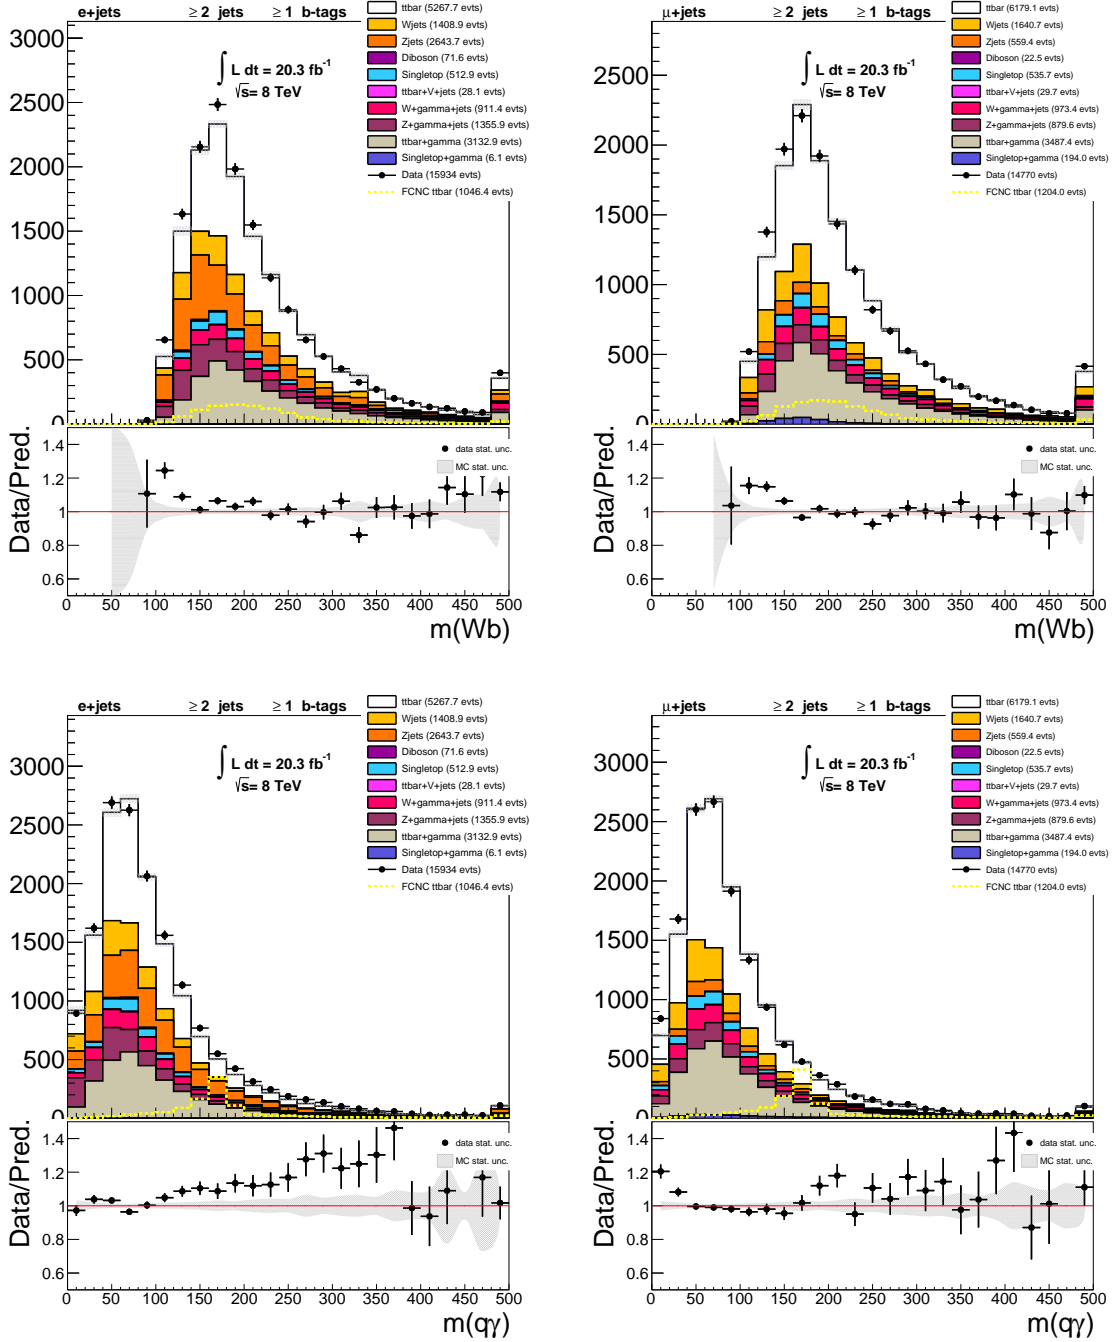 e+jets ≥ 2 jets ≥ 1 b-tags
∫ L dt = 20.3 fb⁻¹
√s= 8 TeV
ttbar (5267.7 evts)
Wjets (1408.9 evts)
Zjets (2643.7 evts)
Diboson (71.6 evts)
Singletop (512.9 evts)
ttbar+V+jets (28.1 evts)
W+gamma+jets (911.4 evts)
Z+gamma+jets (1355.9 evts)
ttbar+gamma (3132.9 evts)
Singletop+gamma (6.1 evts)
Data (15934 evts)
FCNC ttbar (1046.4 evts)
3000
2500
2000
1500
1000
500
0
Data/Pred.
1.4
1.2
1
0.8
0.6
data stat. unc.
MC stat. unc.
0 50 100 150 200 250 300 350 400 450 500
m(Wb)
μ+jets ≥ 2 jets ≥ 1 b-tags
∫ L dt = 20.3 fb⁻¹
√s= 8 TeV
ttbar (6179.1 evts)
Wjets (1640.7 evts)
Zjets (559.4 evts)
Diboson (22.5 evts)
Singletop (535.7 evts)
ttbar+V+jets (29.7 evts)
W+gamma+jets (973.4 evts)
Z+gamma+jets (879.6 evts)
ttbar+gamma (3487.4 evts)
Singletop+gamma (194.0 evts)
Data (14770 evts)
FCNC ttbar (1204.0 evts)
2500
2000
1500
1000
500
0
Data/Pred.
1.4
1.2
1
0.8
0.6
data stat. unc.
MC stat. unc.
0 50 100 150 200 250 300 350 400 450 500
m(Wb)
e+jets ≥ 2 jets ≥ 1 b-tags
∫ L dt = 20.3 fb⁻¹
√s= 8 TeV
ttbar (5267.7 evts)
Wjets (1408.9 evts)
Zjets (2643.7 evts)
Diboson (71.6 evts)
Singletop (512.9 evts)
ttbar+V+jets (28.1 evts)
W+gamma+jets (911.4 evts)
Z+gamma+jets (1355.9 evts)
ttbar+gamma (3132.9 evts)
Singletop+gamma (6.1 evts)
Data (15934 evts)
FCNC ttbar (1046.4 evts)
3000
2500
2000
1500
1000
500
0
Data/Pred.
1.4
1.2
1
0.8
0.6
data stat. unc.
MC stat. unc.
0 50 100 150 200 250 300 350 400 450 500
m(qγ)
μ+jets ≥ 2 jets ≥ 1 b-tags
∫ L dt = 20.3 fb⁻¹
√s= 8 TeV
ttbar (6179.1 evts)
Wjets (1640.7 evts)
Zjets (559.4 evts)
Diboson (22.5 evts)
Singletop (535.7 evts)
ttbar+V+jets (29.7 evts)
W+gamma+jets (973.4 evts)
Z+gamma+jets (879.6 evts)
ttbar+gamma (3487.4 evts)
Singletop+gamma (194.0 evts)
Data (14770 evts)
FCNC ttbar (1204.0 evts)
3000
2500
2000
1500
1000
500
0
Data/Pred.
1.4
1.2
1
0.8
0.6
data stat. unc.
MC stat. unc.
0 50 100 150 200 250 300 350 400 450 500
m(qγ)